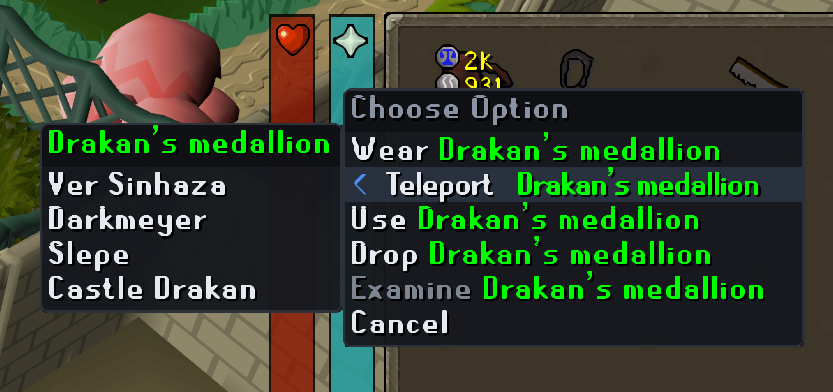 2K
931
Choose Option
Drakan's medallion
Ver Sinhaza
Darkmeyer
Slepe
Castle Drakan
Wear Drakan's medallion
< Teleport Drakan's medallion
Use Drakan's medallion
Drop Drakan's medallion
Examine Drakan's medallion
Cancel